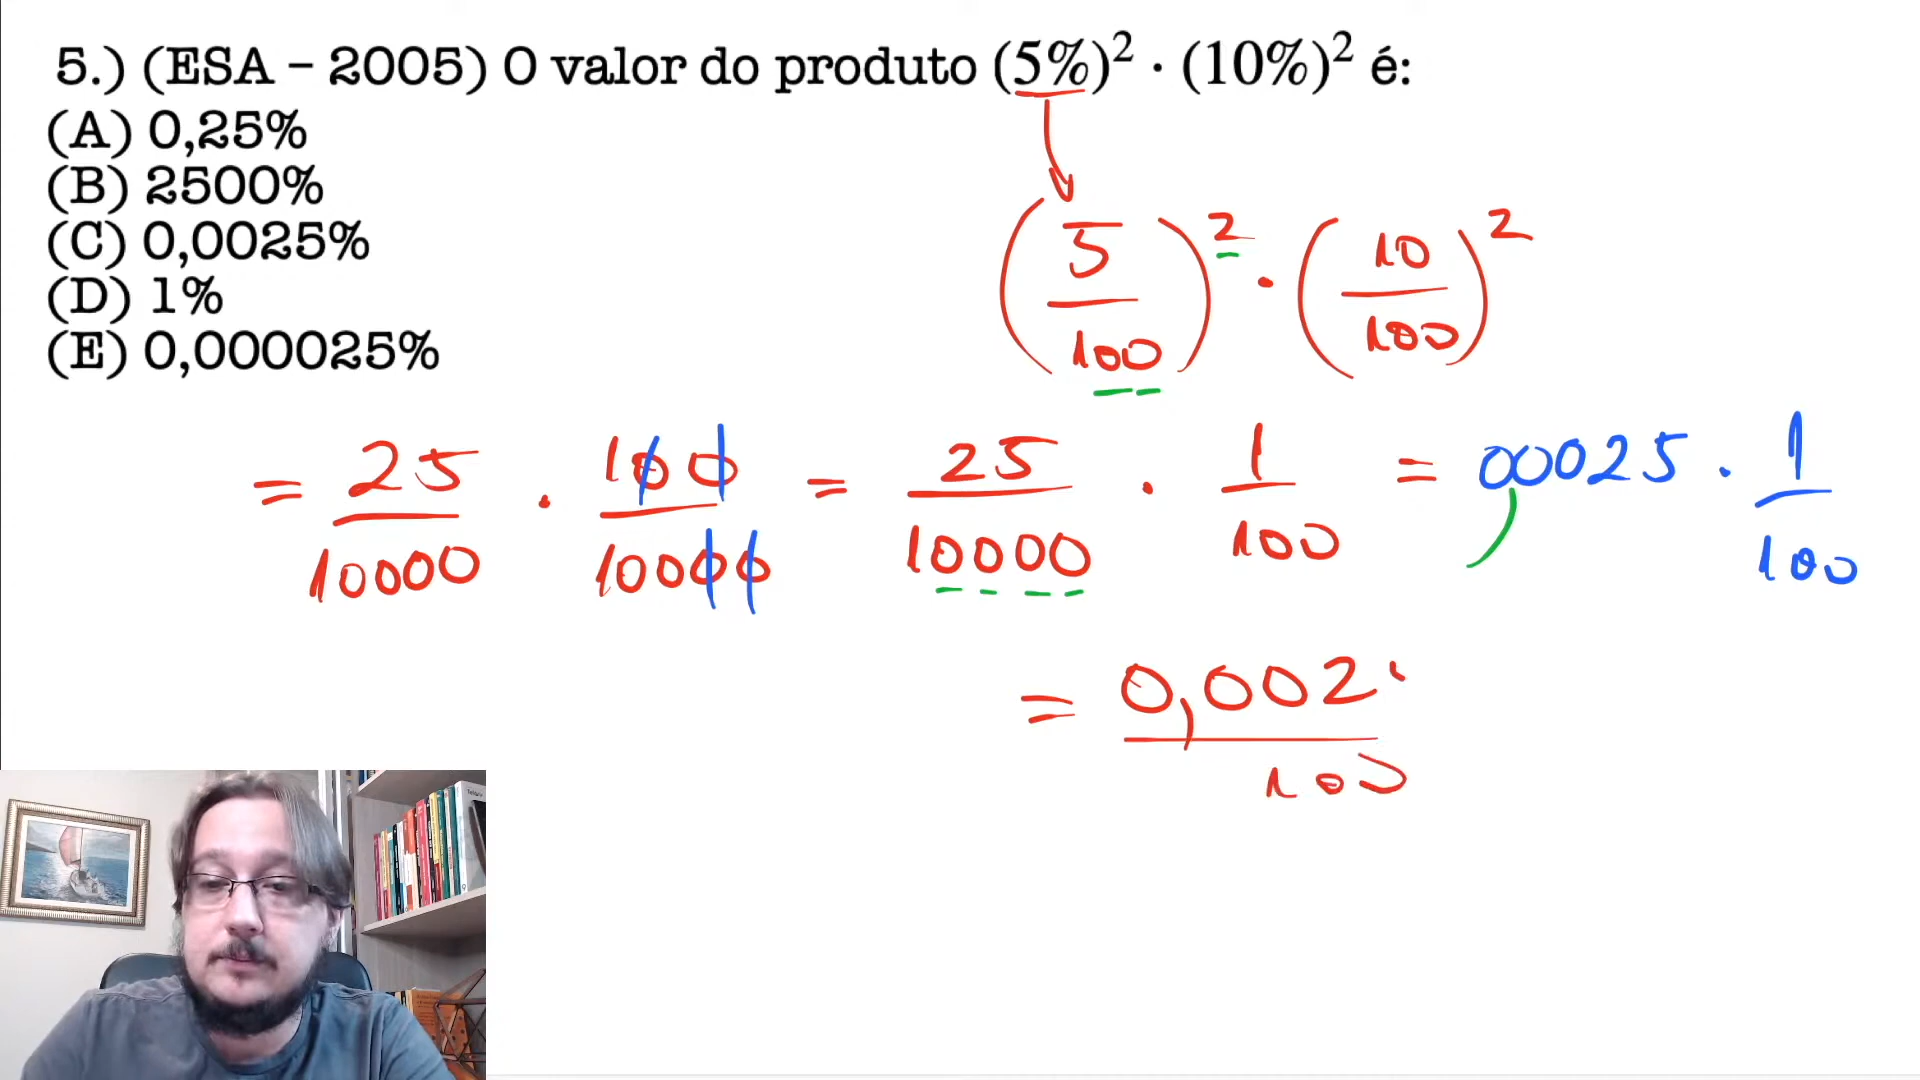 5.) (ESA – 2005) O valor do produto (5%)² · (10%)² é:
(A) 0,25%
(B) 2500%
(C) 0,0025%
(D) 1%
(E) 0,000025%
(5/100)² · (10/100)²
= 25/10000 · 100/10000 = 25/10000 · 1/100 = 0,0025 · 1/100
= 0,002/100